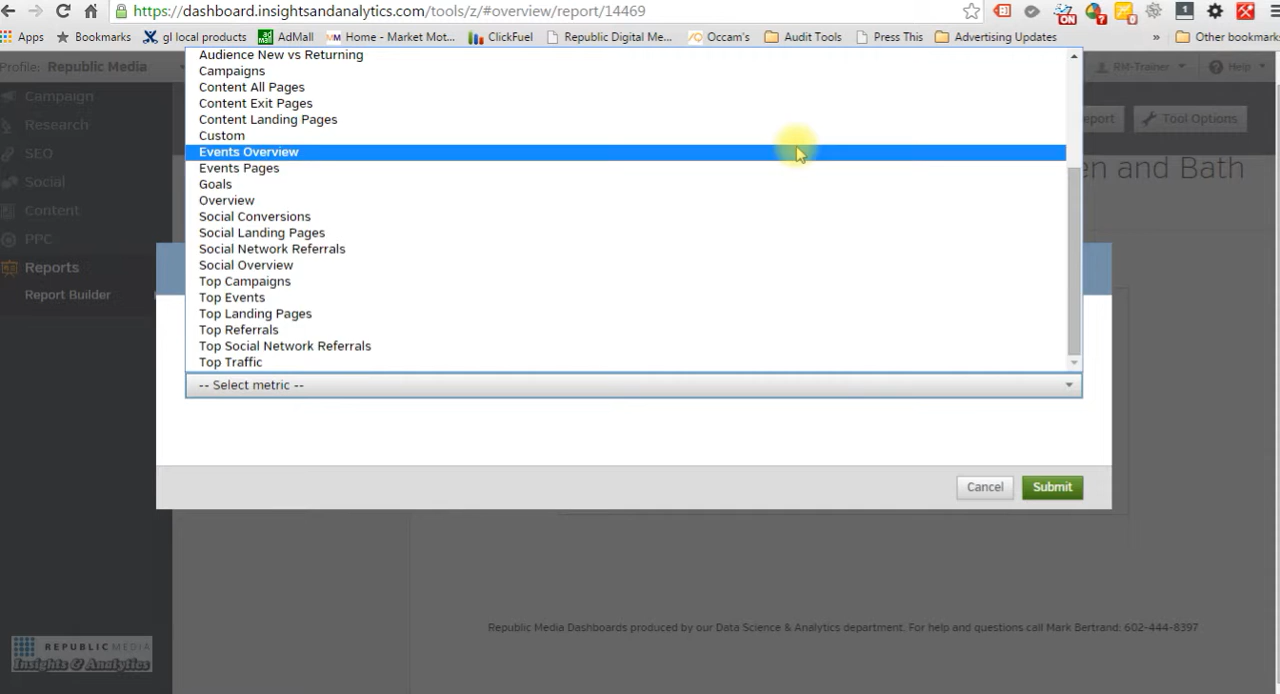 https://dashboard.insightsandanalytics.com/tools/z/#overview/report/14469
Apps Bookmarks gl local products AdMall Home - Market Mot... ClickFuel Republic Digital Me... Occam's Audit Tools Press This Advertising Updates » Other bookmark
Profile: Republic Media RM-Trainer Help
Campaign
Research
SEO
Social
Content
PPC
Reports
Report Builder
port Tool Options
en and Bath
Audience New vs Returning
Campaigns
Content All Pages
Content Exit Pages
Content Landing Pages
Custom
Events Overview
Events Pages
Goals
Overview
Social Conversions
Social Landing Pages
Social Network Referrals
Social Overview
Top Campaigns
Top Events
Top Landing Pages
Top Referrals
Top Social Network Referrals
Top Traffic
-- Select metric --
Cancel Submit
Republic Media Dashboards produced by our Data Science & Analytics department. For help and questions call Mark Bertrand: 602-444-8397
REPUBLIC MEDIA
Insights & Analytics